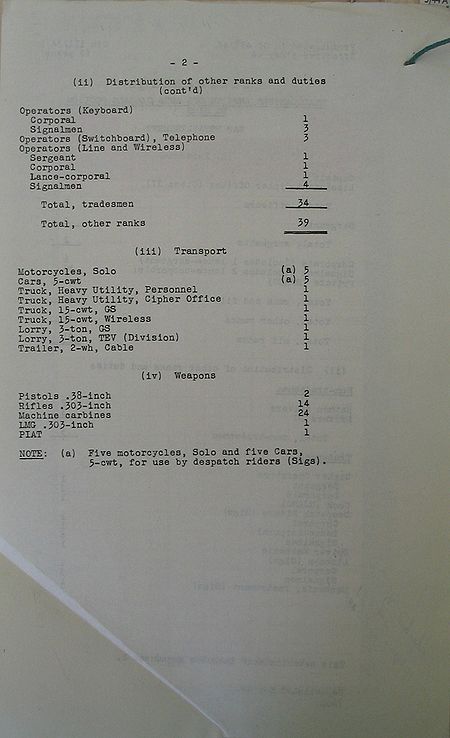 - 2 -
(ii) Distribution of other ranks and duties
(cont'd)
Operators (Keyboard)
Corporal 1
Signalmen 3
Operators (Switchboard), Telephone 3
Operators (Line and Wireless)
Sergeant 1
Corporal 1
Lance-corporal 1
Signalmen 4
Total, tradesmen 34
Total, other ranks 39
(iii) Transport
Motorcycles, Solo (a) 5
Cars, 5-cwt (a) 5
Truck, Heavy Utility, Personnel 1
Truck, Heavy Utility, Cipher Office 1
Truck, 15-cwt, GS 1
Truck, 15-cwt, Wireless 1
Lorry, 3-ton, GS 1
Lorry, 3-ton, TEV (Division) 1
Trailer, 2-wh, Cable 1
(iv) Weapons
Pistols .38-inch 2
Rifles .303-inch 14
Machine carbines 24
LMG .303-inch 1
PIAT 1
NOTE: (a) Five motorcycles, Solo and five Cars,
5-cwt, for use by despatch riders (Sigs).